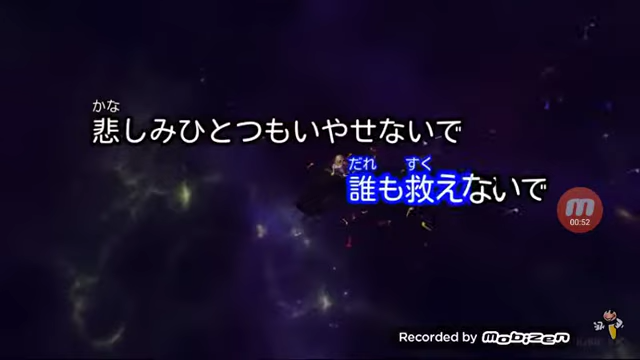 かな
悲しみひとつもいやせないで
だれ すく
誰も救えないで
00:52
Recorded by mobizen